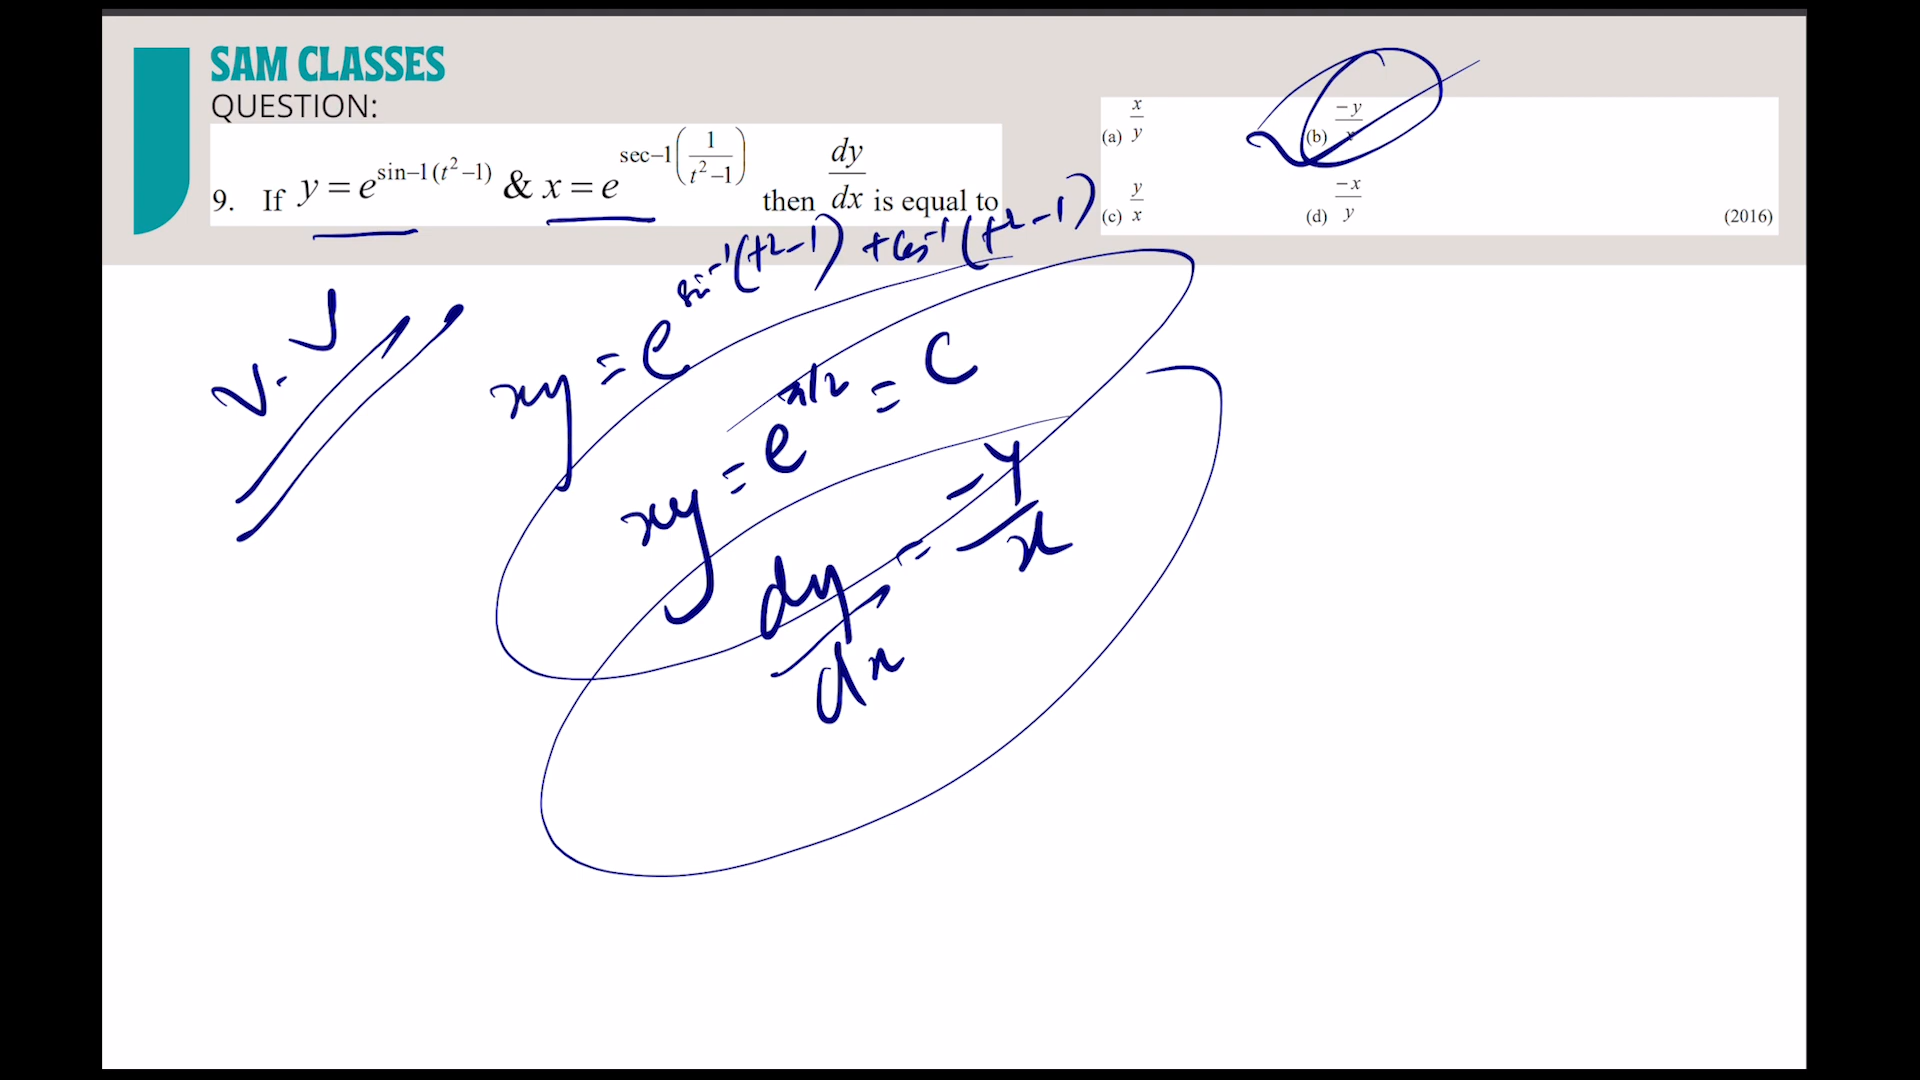 SAM CLASSES
QUESTION:
9. If y = e^{sin–1(t²–1)} & x = e^{sec–1(1/(t²–1))} then dy/dx is equal to
(a) x/y (b) –y/x
(c) y/x (d) –x/y (2016)
xy = e^{sin⁻¹(t²–1) + cos⁻¹(t²–1)}
xy = e^{π/2} = C
dy/dx = –y/x